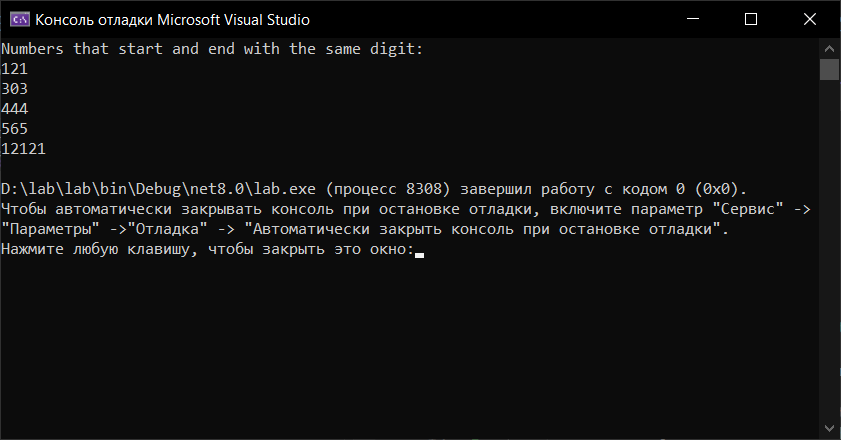 Консоль отладки Microsoft Visual Studio
Numbers that start and end with the same digit:
121
303
444
565
12121
D:\lab\lab\bin\Debug\net8.0\lab.exe (процесс 8308) завершил работу с кодом 0 (0x0).
Чтобы автоматически закрывать консоль при остановке отладки, включите параметр "Сервис" ->
"Параметры" ->"Отладка" -> "Автоматически закрыть консоль при остановке отладки".
Нажмите любую клавишу, чтобы закрыть это окно: